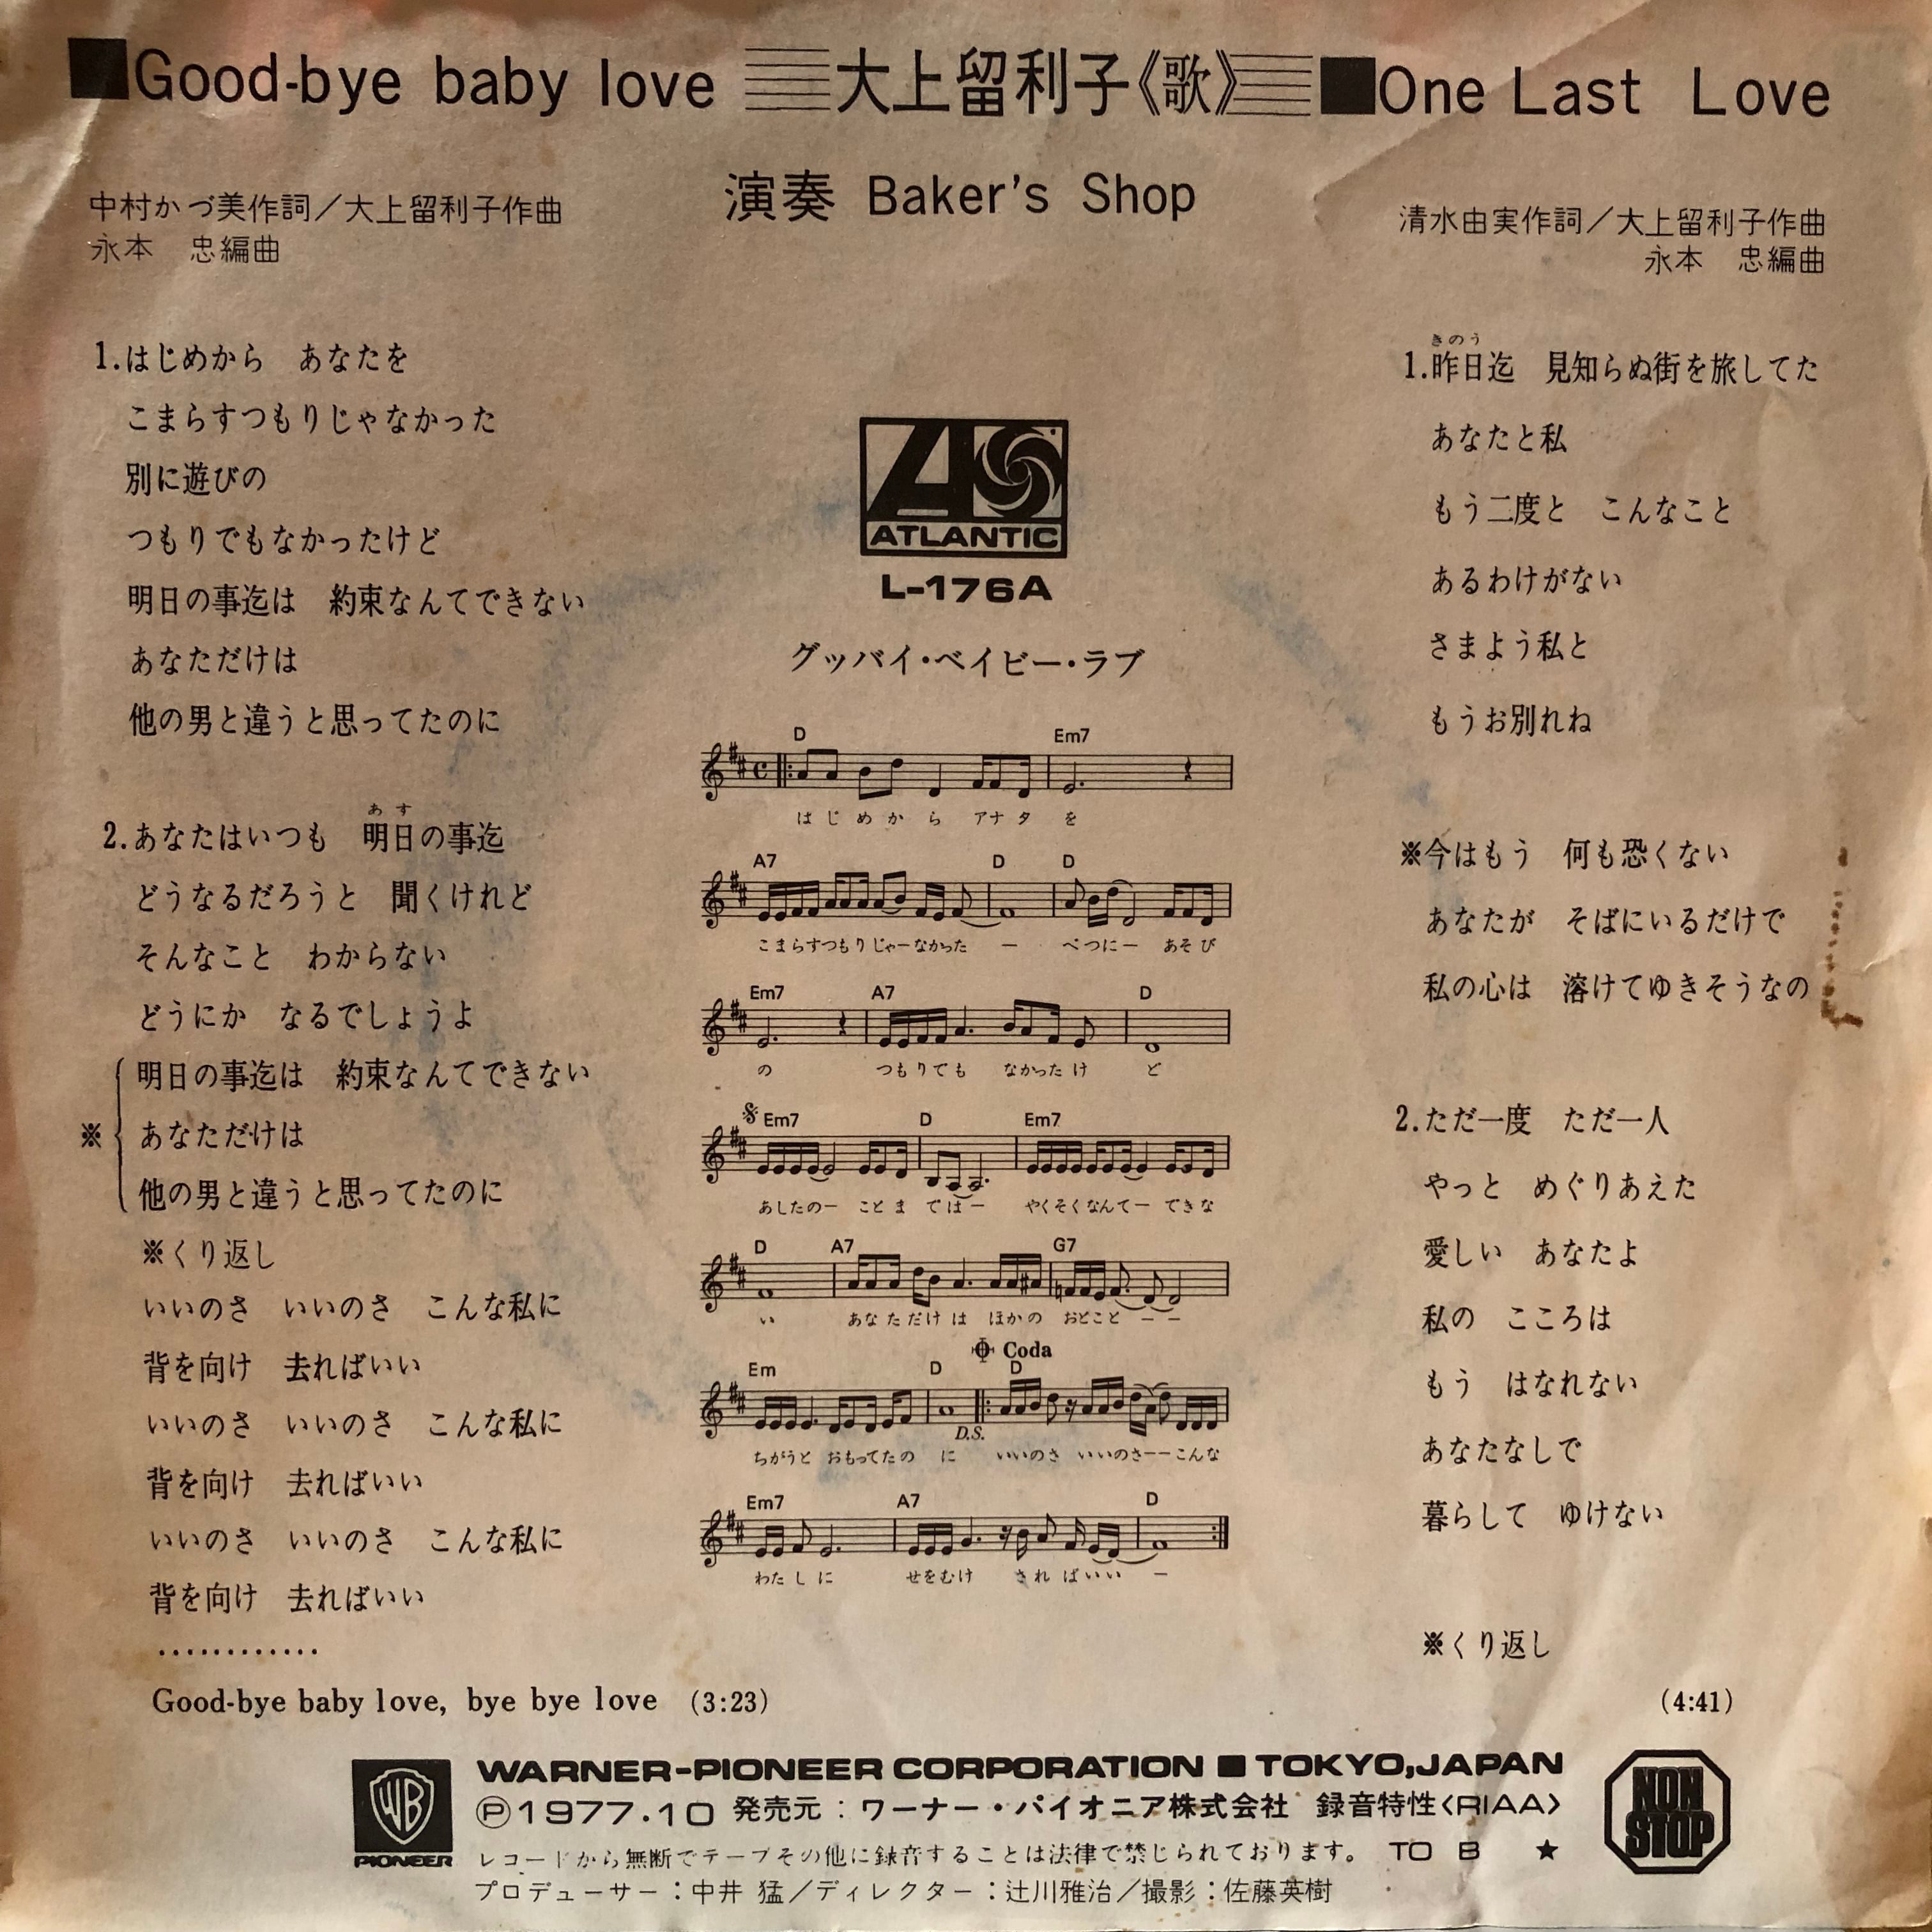 ■Good-bye baby love 大上留利子《歌》 ■One Last Love
演奏 Baker's Shop
中村かづ美作詞／大上留利子作曲
永本 忠編曲
1.はじめから あなたを
こまらすつもりじゃなかった
別に遊びの
つもりでもなかったけど
明日の事迄は 約束なんてできない
あなただけは
他の男と違うと思ってたのに
2.あなたはいつも 明日の事迄
あす
どうなるだろうと 聞くけれど
そんなこと わからない
どうにか なるでしょうよ
明日の事迄は 約束なんてできない
※ あなただけは
他の男と違うと思ってたのに
※くり返し
いいのさ いいのさ こんな私に
背を向け 去ればいい
いいのさ いいのさ こんな私に
背を向け 去ればいい
いいのさ いいのさ こんな私に
背を向け 去ればいい
…………
Good-bye baby love, bye bye love (3:23)
ATLANTIC
L-176A
グッバイ・ベイビー・ラブ
D Em7
はじめから アナタ を
A7 D D
こまらすつもりじゃーなかった ー べつにー あそび
Em7 A7 D
の つもりでも なかったけ ど
Em7 D Em7
あしたのー ことま ではー やくそくなんてー できな
D A7 G7
い あなただけは ほかの おとこと ーー
Coda
Em D D
D.S.
ちがうと おもってたの に いいのさ いいのさーーこんな
Em7 A7 D
わたしに せをむけ さればいい ー
清水由実作詞／大上留利子作曲
永本 忠編曲
きのう
1.昨日迄 見知らぬ街を旅してた
あなたと私
もう二度と こんなこと
あるわけがない
さまよう私と
もうお別れね
※今はもう 何も恐くない
あなたが そばにいるだけで
私の心は 溶けてゆきそうなの
2.ただ一度 ただ一人
やっと めぐりあえた
愛しい あなたよ
私の こころは
もう はなれない
あなたなしで
暮らして ゆけない
※くり返し
(4:41)
WB
PIONEER
WARNER-PIONEER CORPORATION ■ TOKYO,JAPAN
Ⓟ1977.10 発売元：ワーナー・パイオニア株式会社 録音特性〈RIAA〉
レコードから無断でテープその他に録音することは法律で禁じられております。 TO B ★
プロデューサー：中井 猛／ディレクター：辻川雅治／撮影：佐藤英樹
NON
STOP